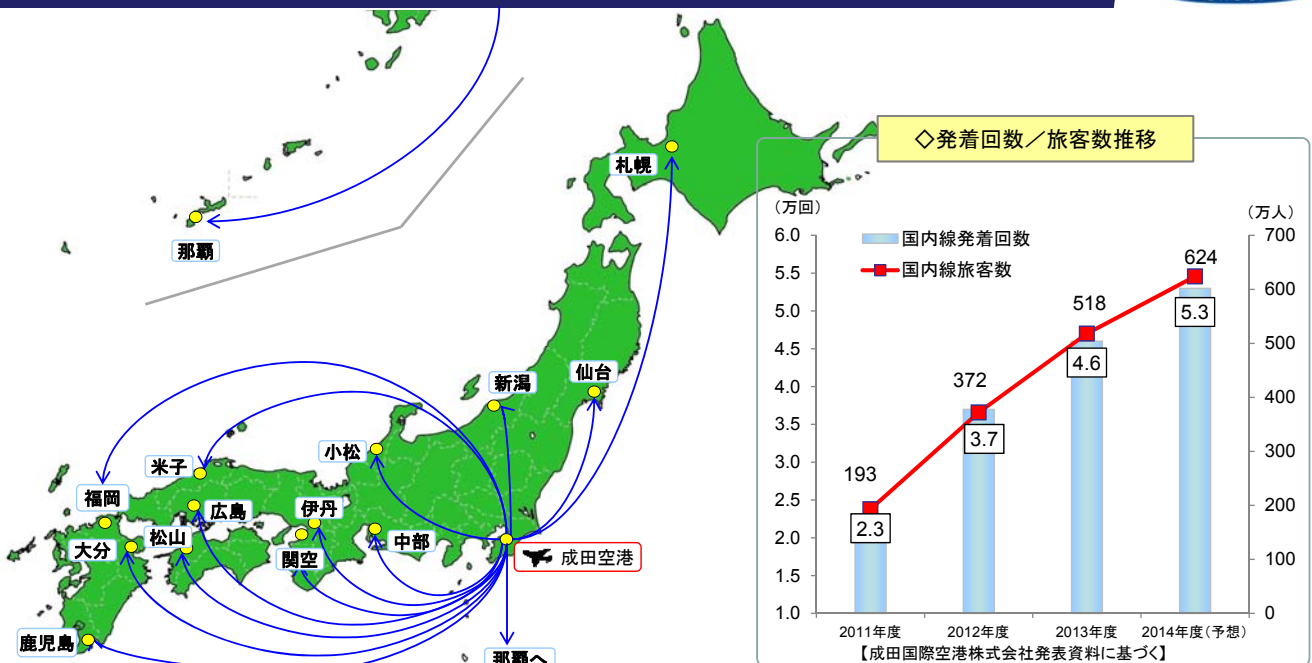 札幌
那覇
新潟
仙台
小松
米子
福岡
広島
伊丹
大分
松山
関空
中部
成田空港
鹿児島
那覇へ
◇発着回数／旅客数推移
（万回）
（万人）
国内線発着回数
国内線旅客数
6.0
5.5
5.0
4.5
4.0
3.5
3.0
2.5
2.0
1.5
1.0
700
600
500
400
300
200
100
0
193
372
518
624
2.3
3.7
4.6
5.3
2011年度
2012年度
2013年度
2014年度（予想）
【成田国際空港株式会社発表資料に基づく】